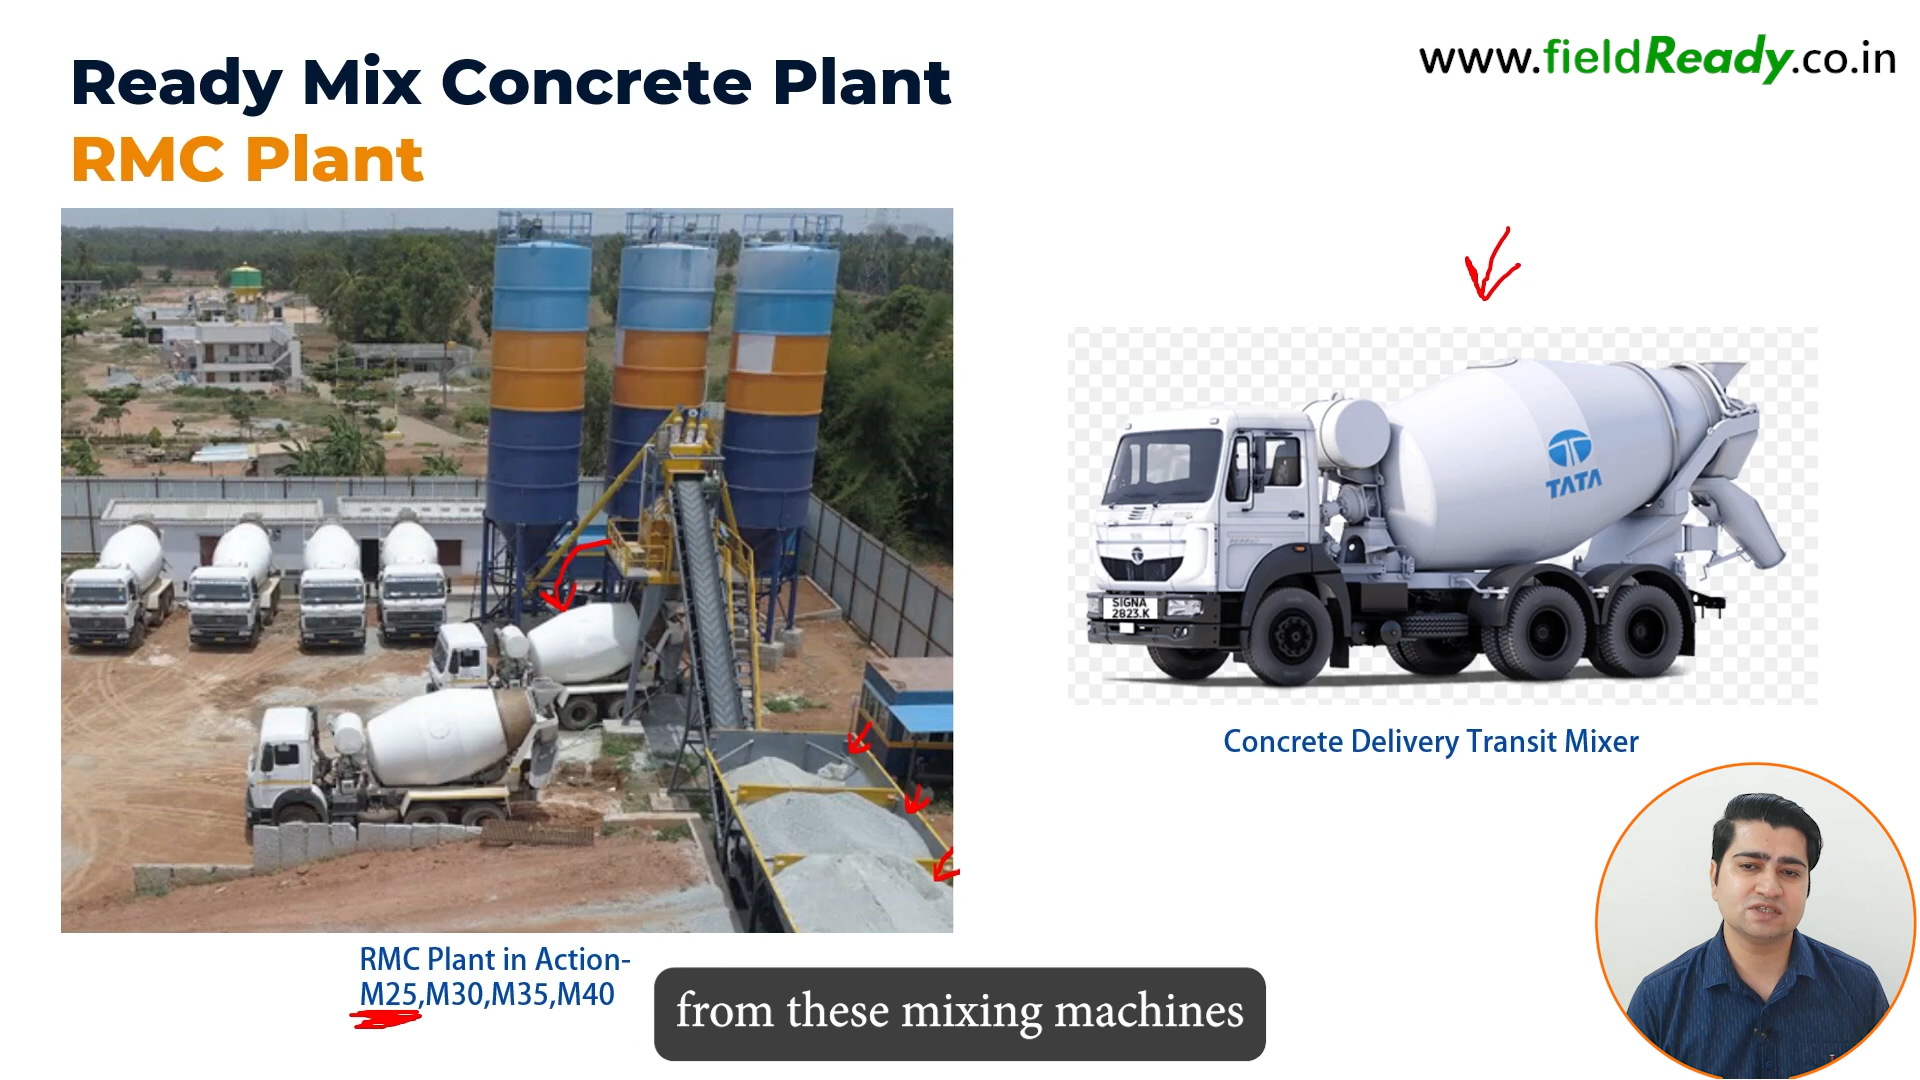 Ready Mix Concrete Plant
RMC Plant
www.fieldReady.co.in
TATA
SIGNA
2823.K
Concrete Delivery Transit Mixer
RMC Plant in Action-
M25,M30,M35,M40
from these mixing machines